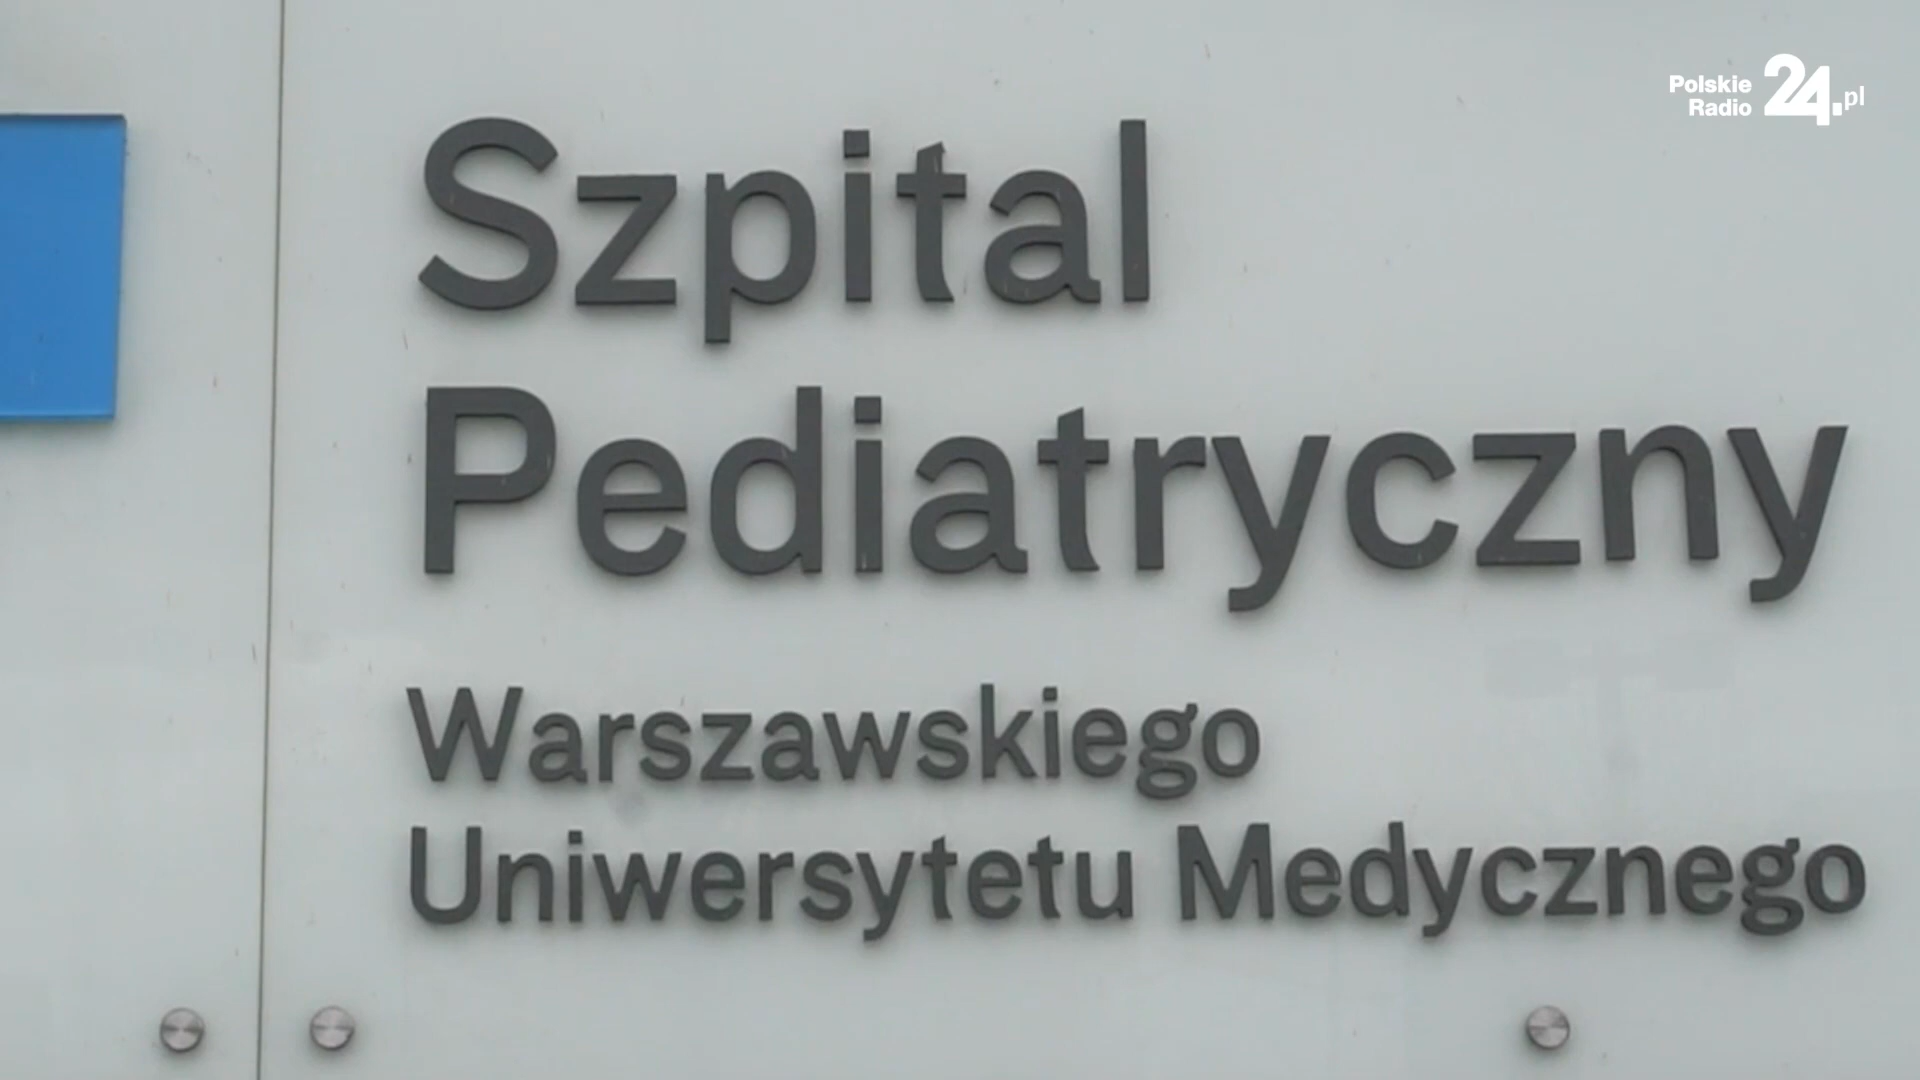 Polskie
Radio 24.pl
Szpital
Pediatryczny
Warszawskiego
Uniwersytetu Medycznego